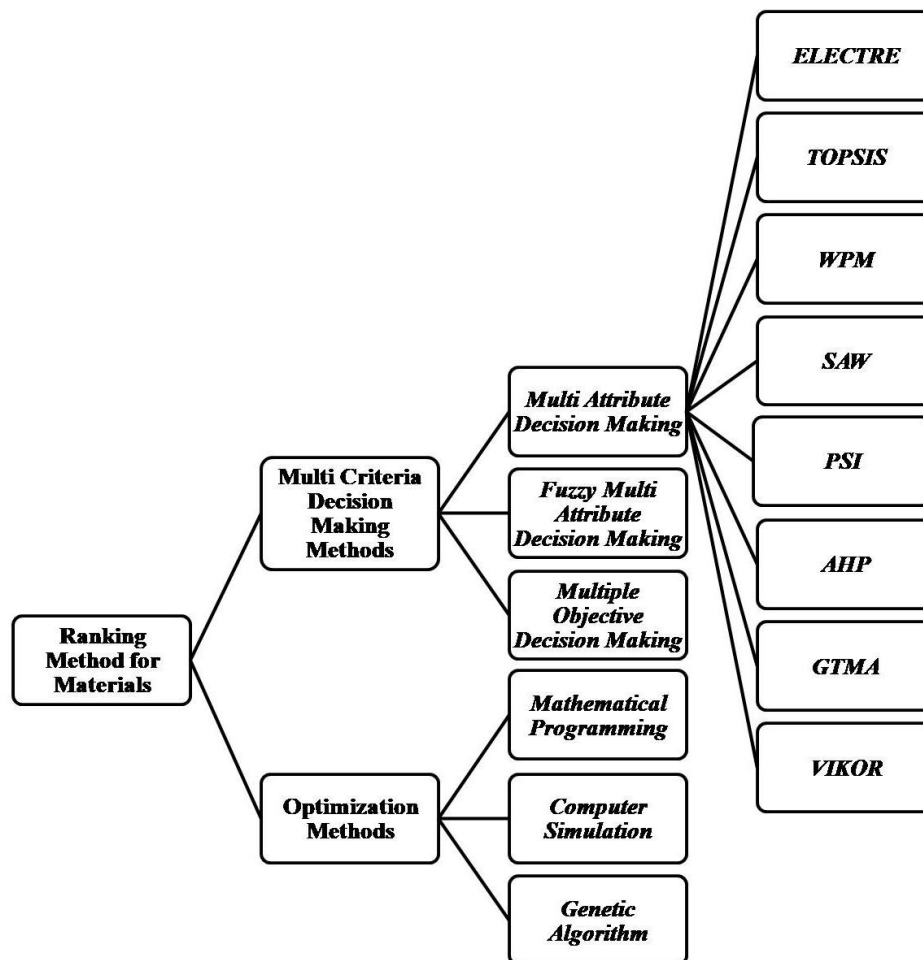 Ranking
Method for
Materials
Multi Criteria
Decision
Making
Methods
Optimization
Methods
Multi Attribute
Decision Making
Fuzzy Multi
Attribute
Decision Making
Multiple
Objective
Decision Making
Mathematical
Programming
Computer
Simulation
Genetic
Algorithm
ELECTRE
TOPSIS
WPM
SAW
PSI
AHP
GTMA
VIKOR